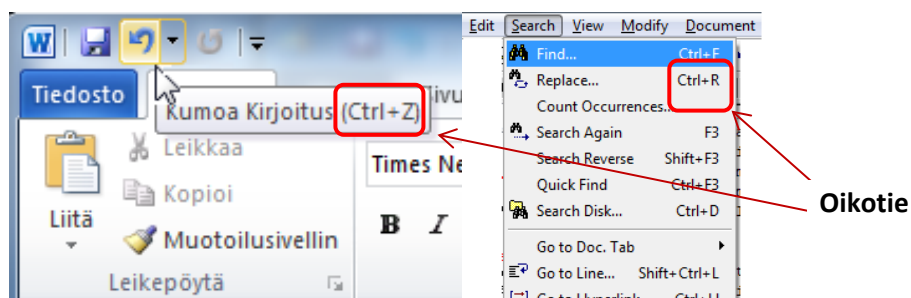 W
Tiedosto
ivu
Kumoa Kirjoitus (Ctrl+Z)
Leikkaa
Kopioi
Liitä
Muotoilusivellin
Leikepöytä
Times Ne
B I
Edit Search View Modify Document
Find... Ctrl+F
Replace... Ctrl+R
Count Occurrences...
Search Again F3
Search Reverse Shift+F3
Quick Find Ctrl+F3
Search Disk... Ctrl+D
Go to Doc. Tab
Go to Line... Shift+Ctrl+L
Oikotie